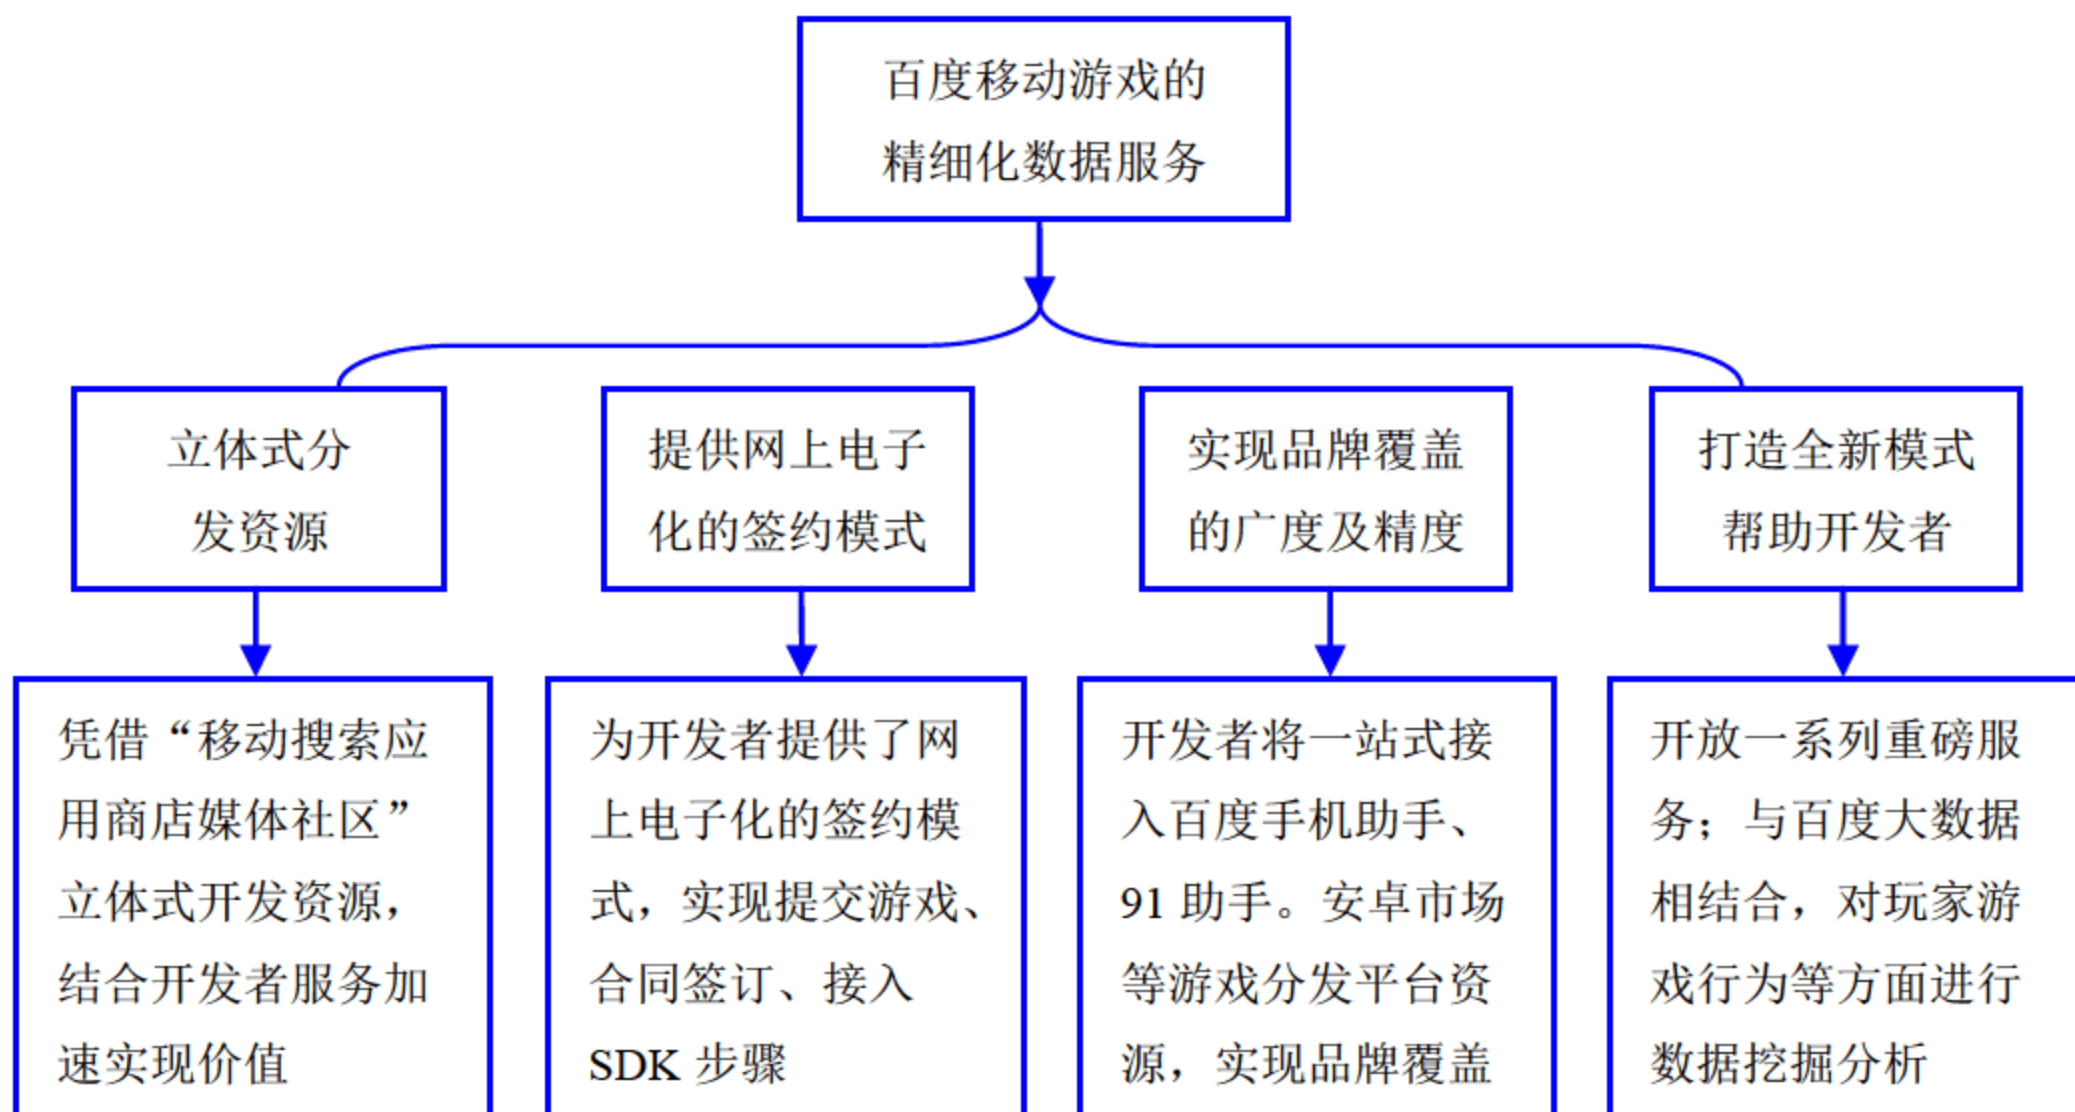 百度移动游戏的
精细化数据服务
立体式分
发资源
提供网上电子
化的签约模式
实现品牌覆盖
的广度及精度
打造全新模式
帮助开发者
凭借“移动搜索应
用商店媒体社区”
立体式开发资源，
结合开发者服务加
速实现价值
为开发者提供了网
上电子化的签约模
式，实现提交游戏、
合同签订、接入
SDK 步骤
开发者将一站式接
入百度手机助手、
91 助手。安卓市场
等游戏分发平台资
源，实现品牌覆盖
开放一系列重磅服
务；与百度大数据
相结合，对玩家游
戏行为等方面进行
数据挖掘分析